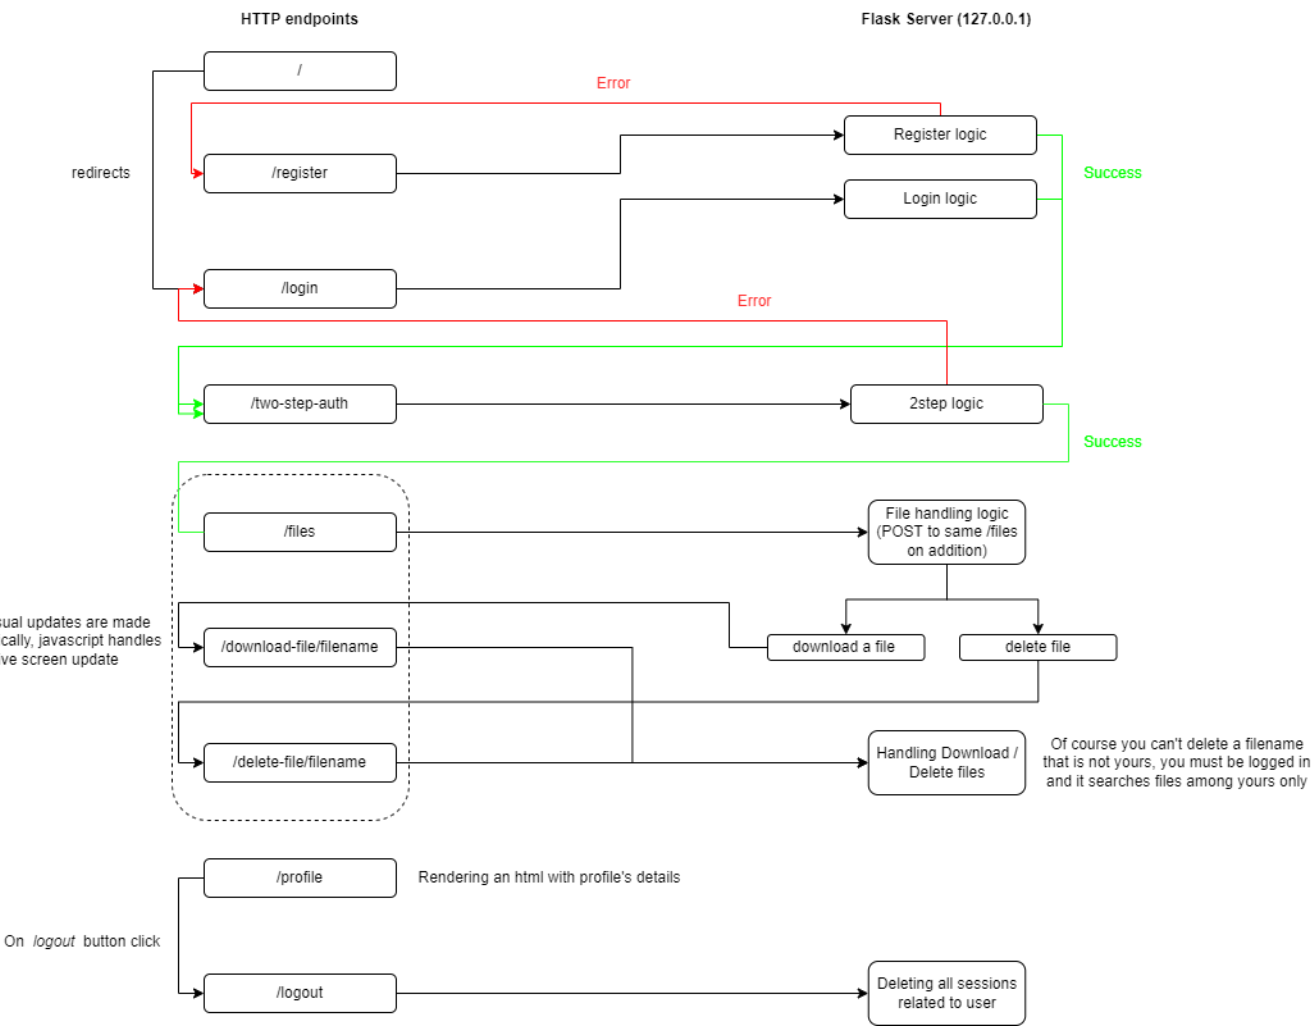 HTTP endpoints
Flask Server (127.0.0.1)
/
Error
Register logic
redirects
/register
Success
Login logic
/login
Error
/two-step-auth
2step logic
Success
/files
File handling logic
(POST to same /files
on addition)
updates are made
javascript handles
screen update
/download-file/filename
download a file
delete file
/delete-file/filename
Handling Download /
Delete files
Of course you can't delete a filename
that is not yours, you must be logged in
and it searches files among yours only
/profile
Rendering an html with profile's details
On logout button click
/logout
Deleting all sessions
related to user